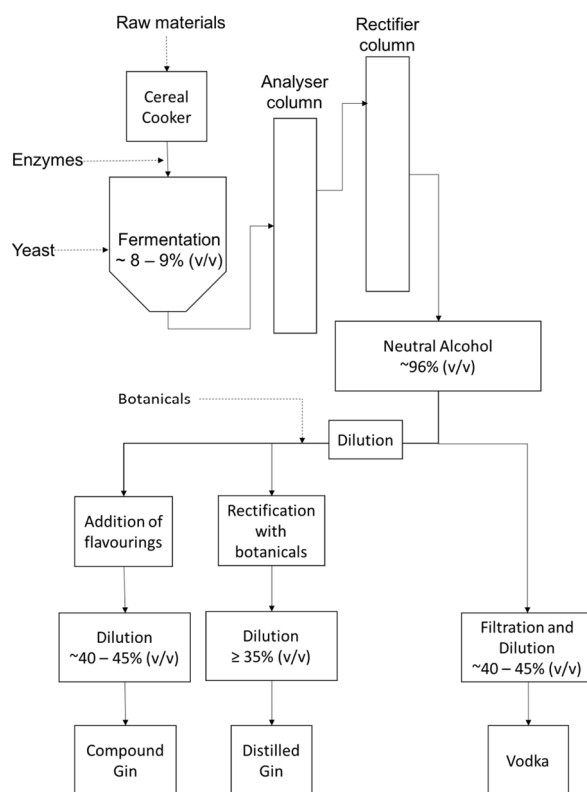 Raw materials
Cereal
Cooker
Enzymes
Yeast
Fermentation
~ 8 – 9% (v/v)
Analyser
column
Rectifier
column
Neutral Alcohol
~96% (v/v)
Botanicals
Dilution
Addition of
flavourings
Rectification
with
botanicals
Dilution
~40 – 45% (v/v)
Dilution
≥ 35% (v/v)
Filtration and
Dilution
~40 – 45% (v/v)
Compound
Gin
Distilled
Gin
Vodka